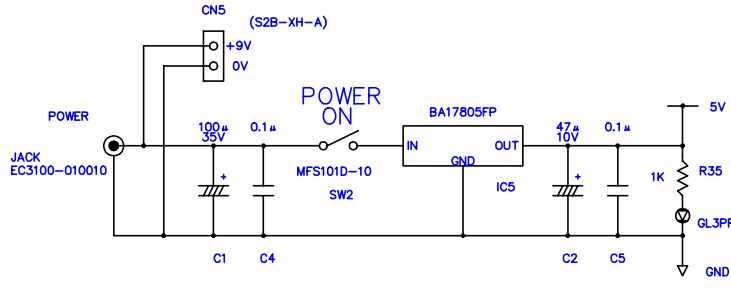 CN5
(S2B-XH-A)
+9V
0V
POWER
JACK
EC3100-010010
100μ
35V
+
C1
0.1μ
C4
POWER
ON
MFS101D-10
SW2
BA17805FP
IN
OUT
GND
IC5
47μ
10V
+
C2
0.1μ
C5
5V
1K
R35
GND